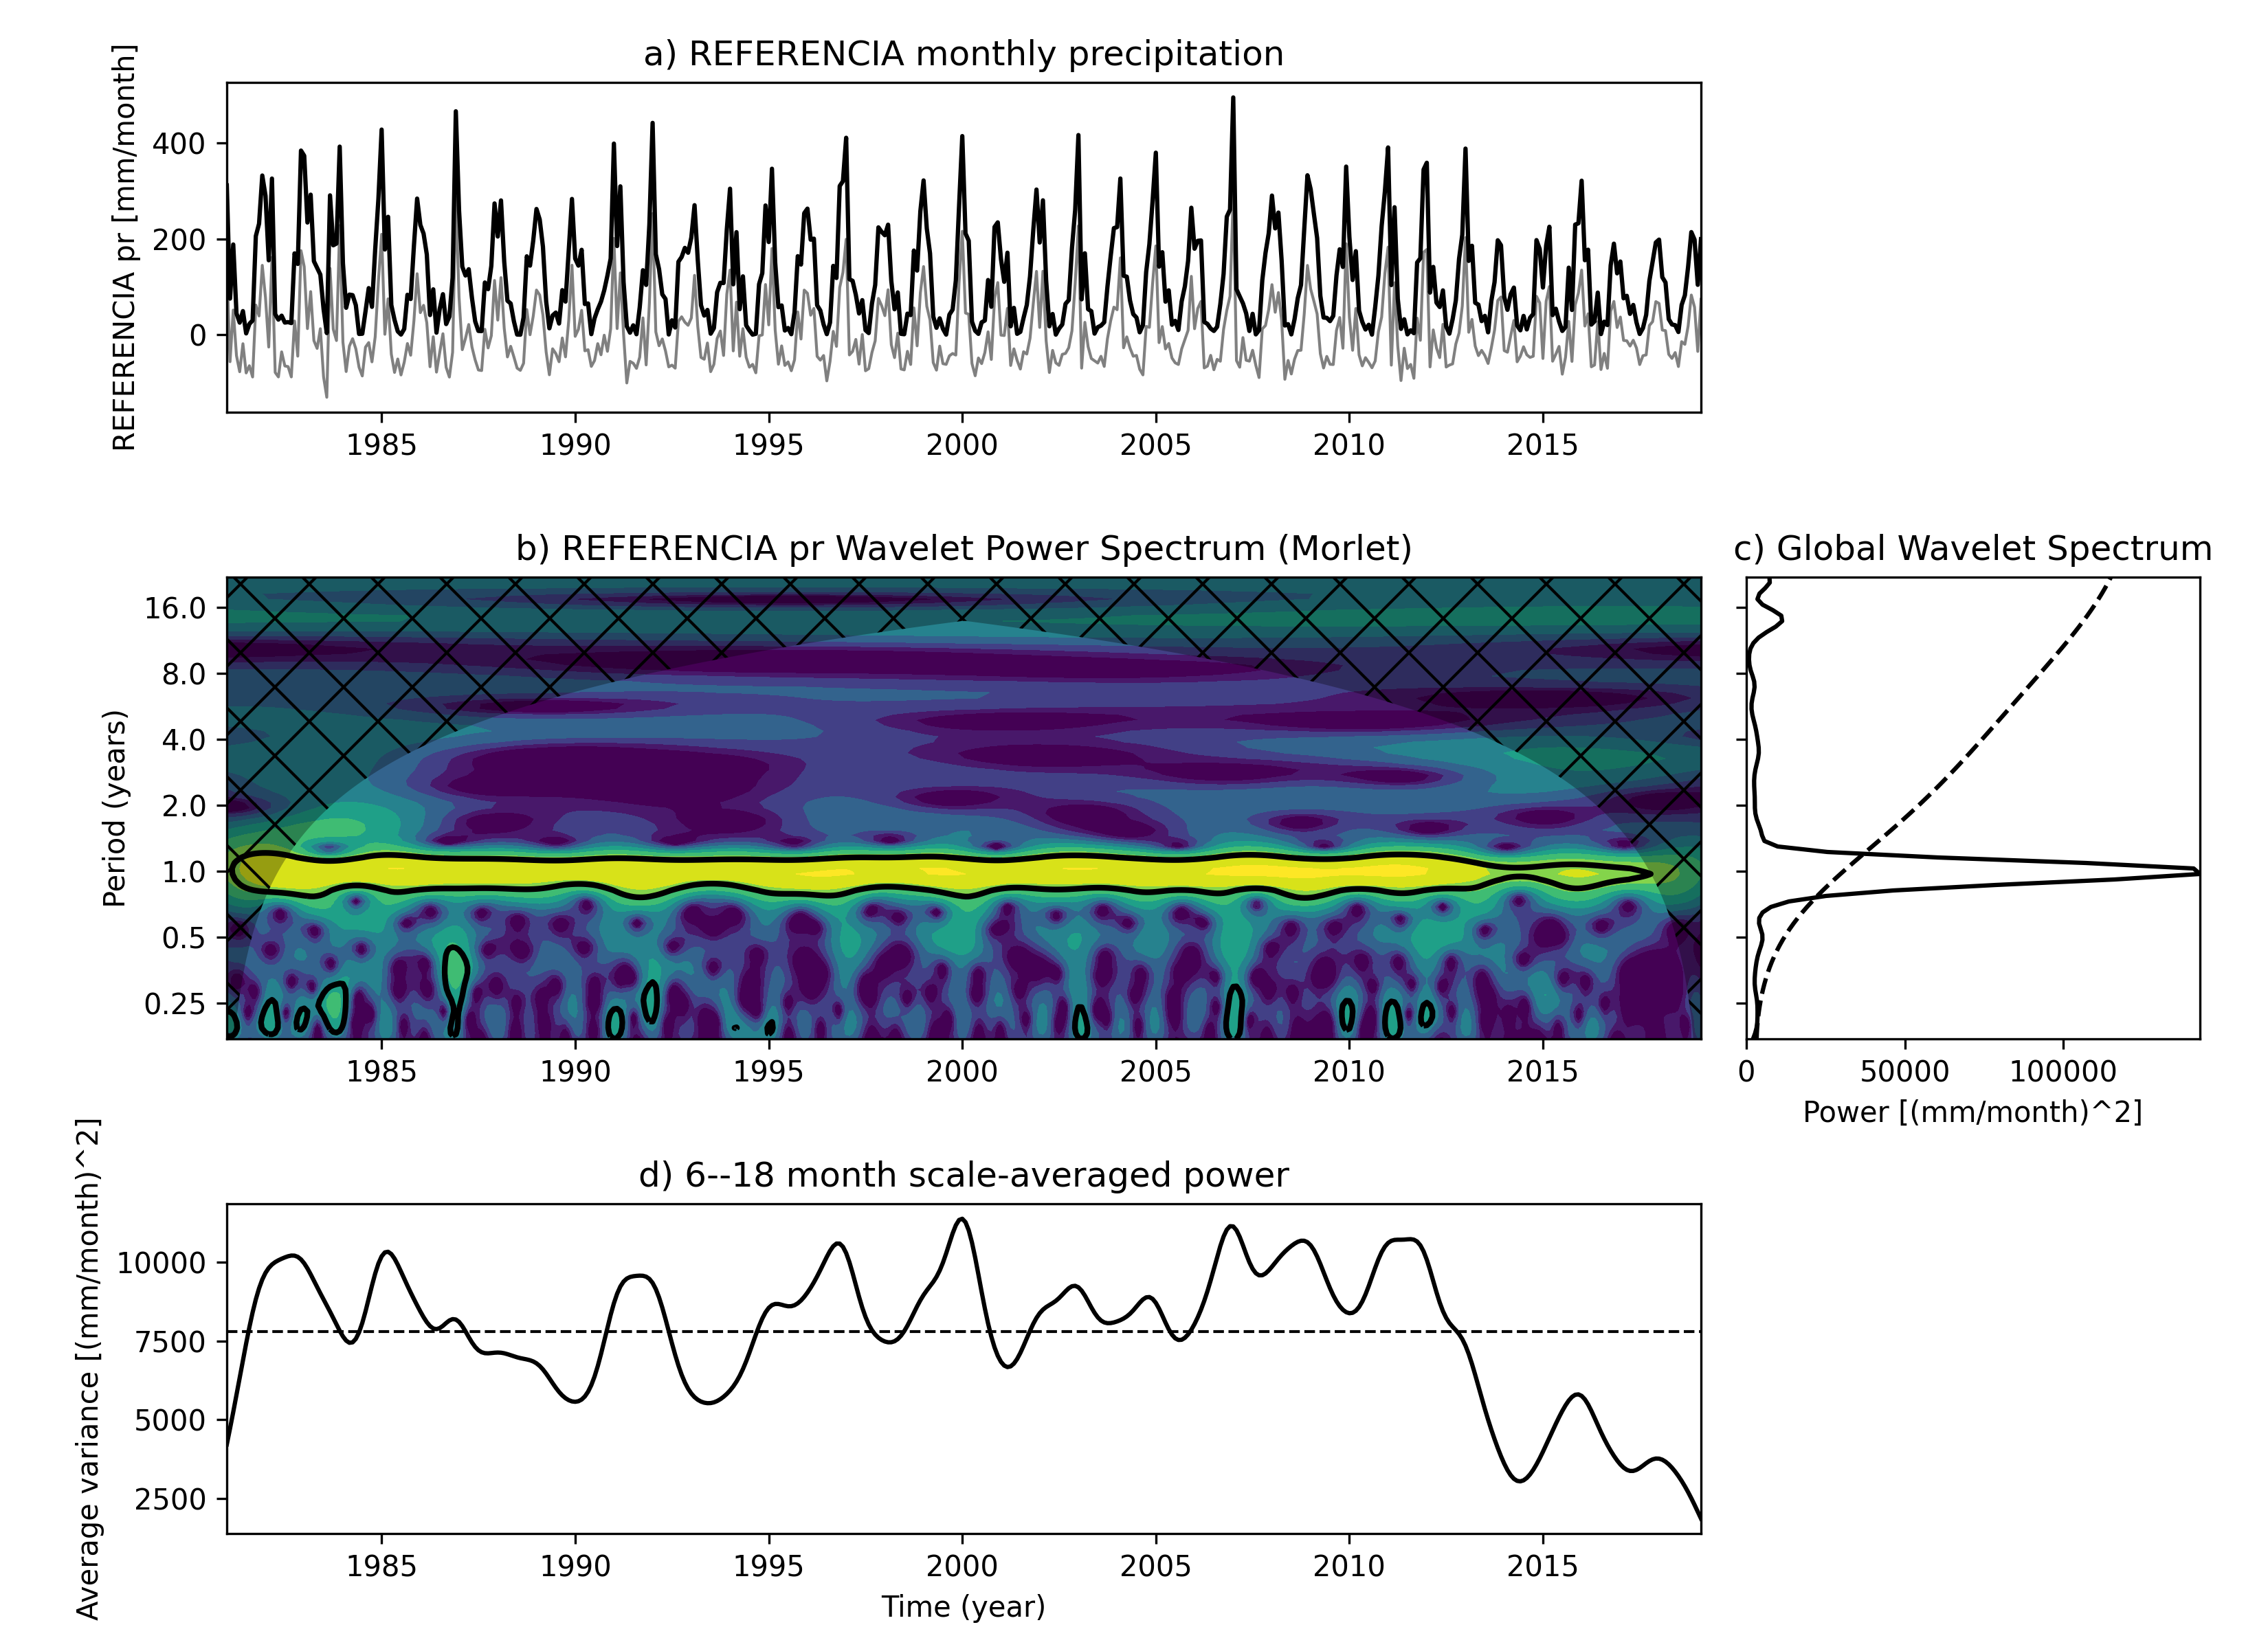 a) REFERENCIA monthly precipitation
REFERENCIA pr [mm/month]
400
200
0
1985 1990 1995 2000 2005 2010 2015
b) REFERENCIA pr Wavelet Power Spectrum (Morlet)
Period (years)
16.0
8.0
4.0
2.0
1.0
0.5
0.25
1985 1990 1995 2000 2005 2010 2015
c) Global Wavelet Spectrum
0 50000 100000
Power [(mm/month)^2]
d) 6--18 month scale-averaged power
Average variance [(mm/month)^2]
10000
7500
5000
2500
1985 1990 1995 2000 2005 2010 2015
Time (year)